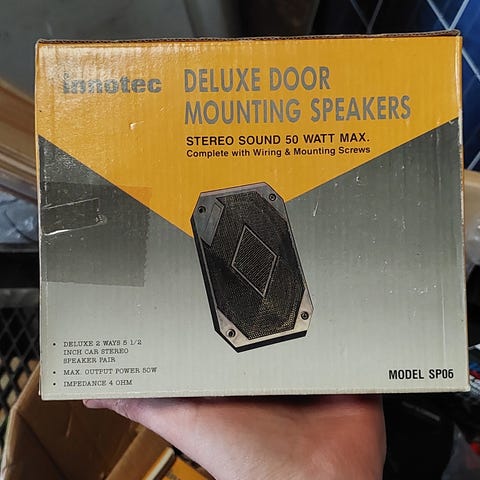 innotec
DELUXE DOOR
MOUNTING SPEAKERS
STEREO SOUND 50 WATT MAX.
Complete with Wiring & Mounting Screws
• DELUXE 2 WAYS 5 1/2
INCH CAR STEREO
SPEAKER PAIR
• MAX. OUTPUT POWER 50W
• IMPEDANCE 4 OHM
MODEL SP06